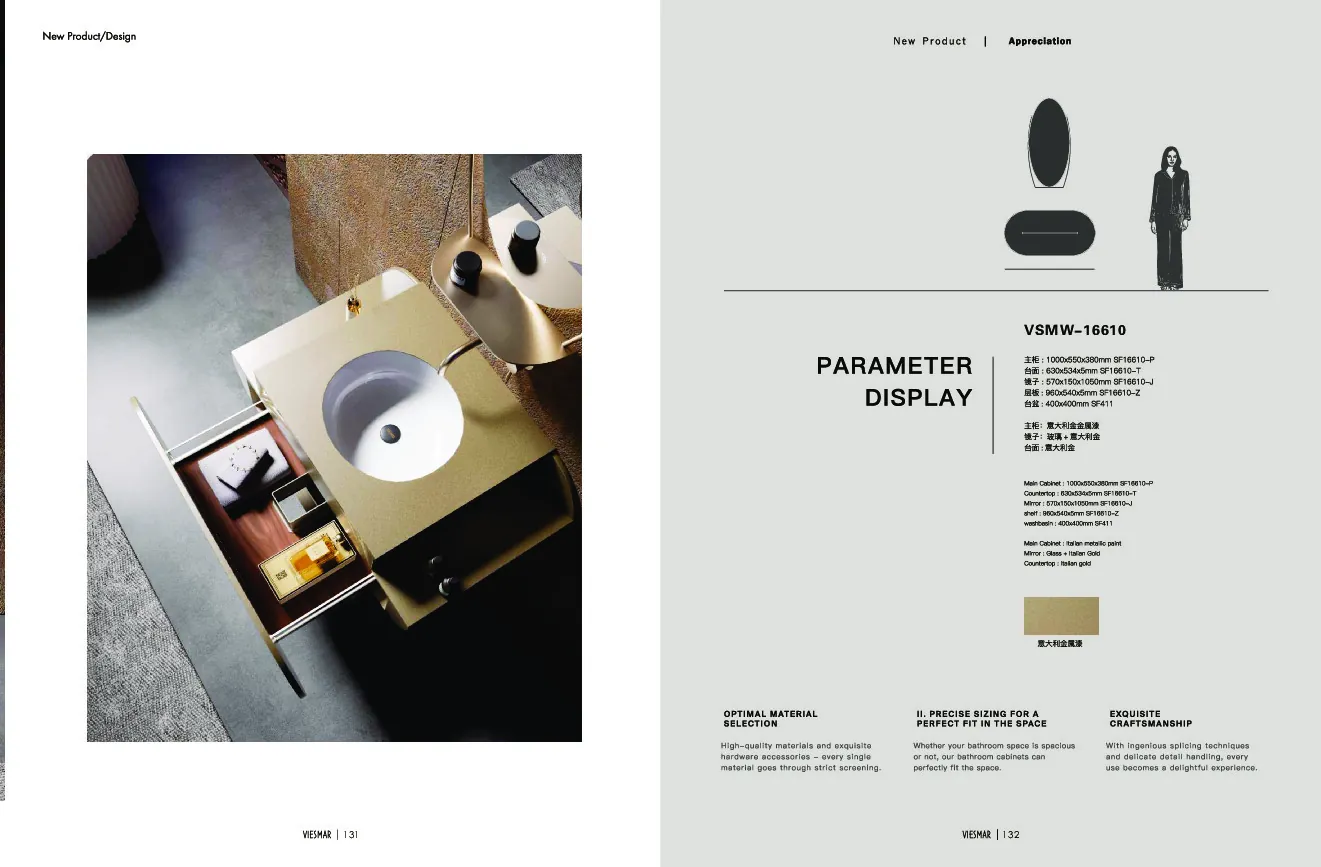 New Product/Design
New Product | Appreciation
VSMW-16610
PARAMETER
DISPLAY
主柜 : 1000x550x380mm SF16610-P
台面 : 630x534x5mm SF16610-T
镜子 : 570x150x1050mm SF16610-J
层板 : 960x540x5mm SF16610-Z
台盆 : 400x400mm SF411
主柜: 意大利金金属漆
镜子: 玻璃 + 意大利金
台面 : 意大利金
Main Cabinet : 1000x550x380mm SF16610-P
Countertop : 630x534x5mm SF16610-T
Mirror : 570x150x1050mm SF16610-J
shelf : 960x540x5mm SF16610-Z
washbasin : 400x400mm SF411
Main Cabinet : Italian metallic paint
Mirror : Glass + Italian Gold
Countertop : Italian gold
意大利金属漆
OPTIMAL MATERIAL
SELECTION
High-quality materials and exquisite
hardware accessories - every single
material goes through strict screening.
II. PRECISE SIZING FOR A
PERFECT FIT IN THE SPACE
Whether your bathroom space is spacious
or not, our bathroom cabinets can
perfectly fit the space.
EXQUISITE
CRAFTSMANSHIP
With ingenious splicing techniques
and delicate detail handling, every
use becomes a delightful experience.
VIESMAR | 131
VIESMAR | 132